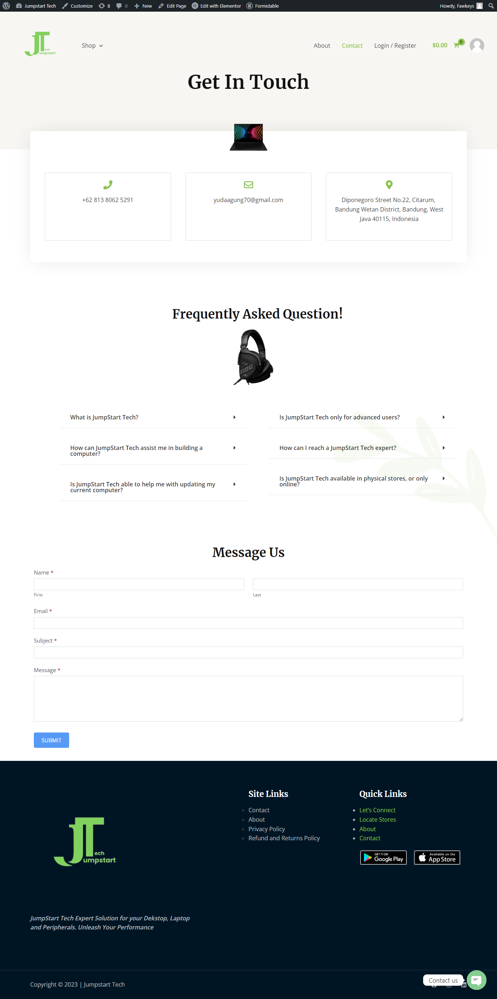 Jumpstart Tech Customize 8 0 New Edit Page Edit with Elementor Formidable Howdy, Fawkeys
JT ech umpstart
Shop About Contact Login / Register $0.00 0
Get In Touch
+62 813 8062 5291
yudaagung70@gmail.com
Diponegoro Street No.22, Citarum,
Bandung Wetan District, Bandung, West
Java 40115, Indonesia
Frequently Asked Question!
ROG
What is JumpStart Tech?
How can JumpStart Tech assist me in building a
computer?
Is JumpStart Tech able to help me with updating my
current computer?
Is JumpStart Tech only for advanced users?
How can I reach a JumpStart Tech expert?
Is JumpStart Tech available in physical stores, or only
online?
Message Us
Name *
First Last
Email *
Subject *
Message *
SUBMIT
JT ech
umpstart
Site Links
Contact
About
Privacy Policy
Refund and Returns Policy
Quick Links
Let's Connect
Locate Stores
About
Contact
GET IT ON
Google Play
Available on the
App Store
JumpStart Tech Expert Solution for your Dekstop, Laptop
and Peripherals. Unleash Your Performance
Copyright © 2023 | Jumpstart Tech
Contact us